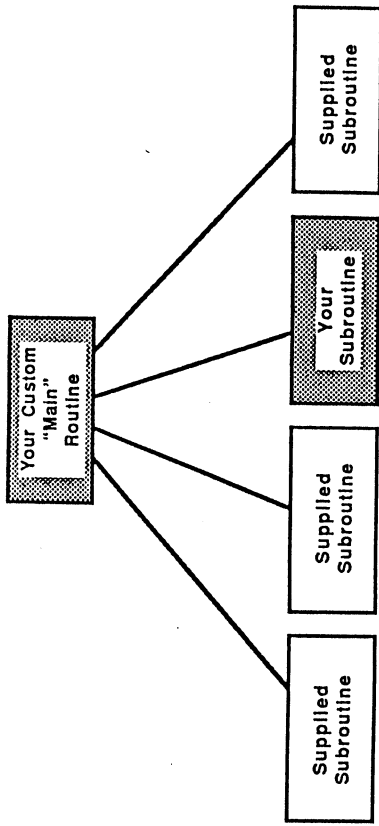 Your Custom
"Main"
Routine
Supplied
Subroutine
Supplied
Subroutine
Your
Subroutine
Supplied
Subroutine